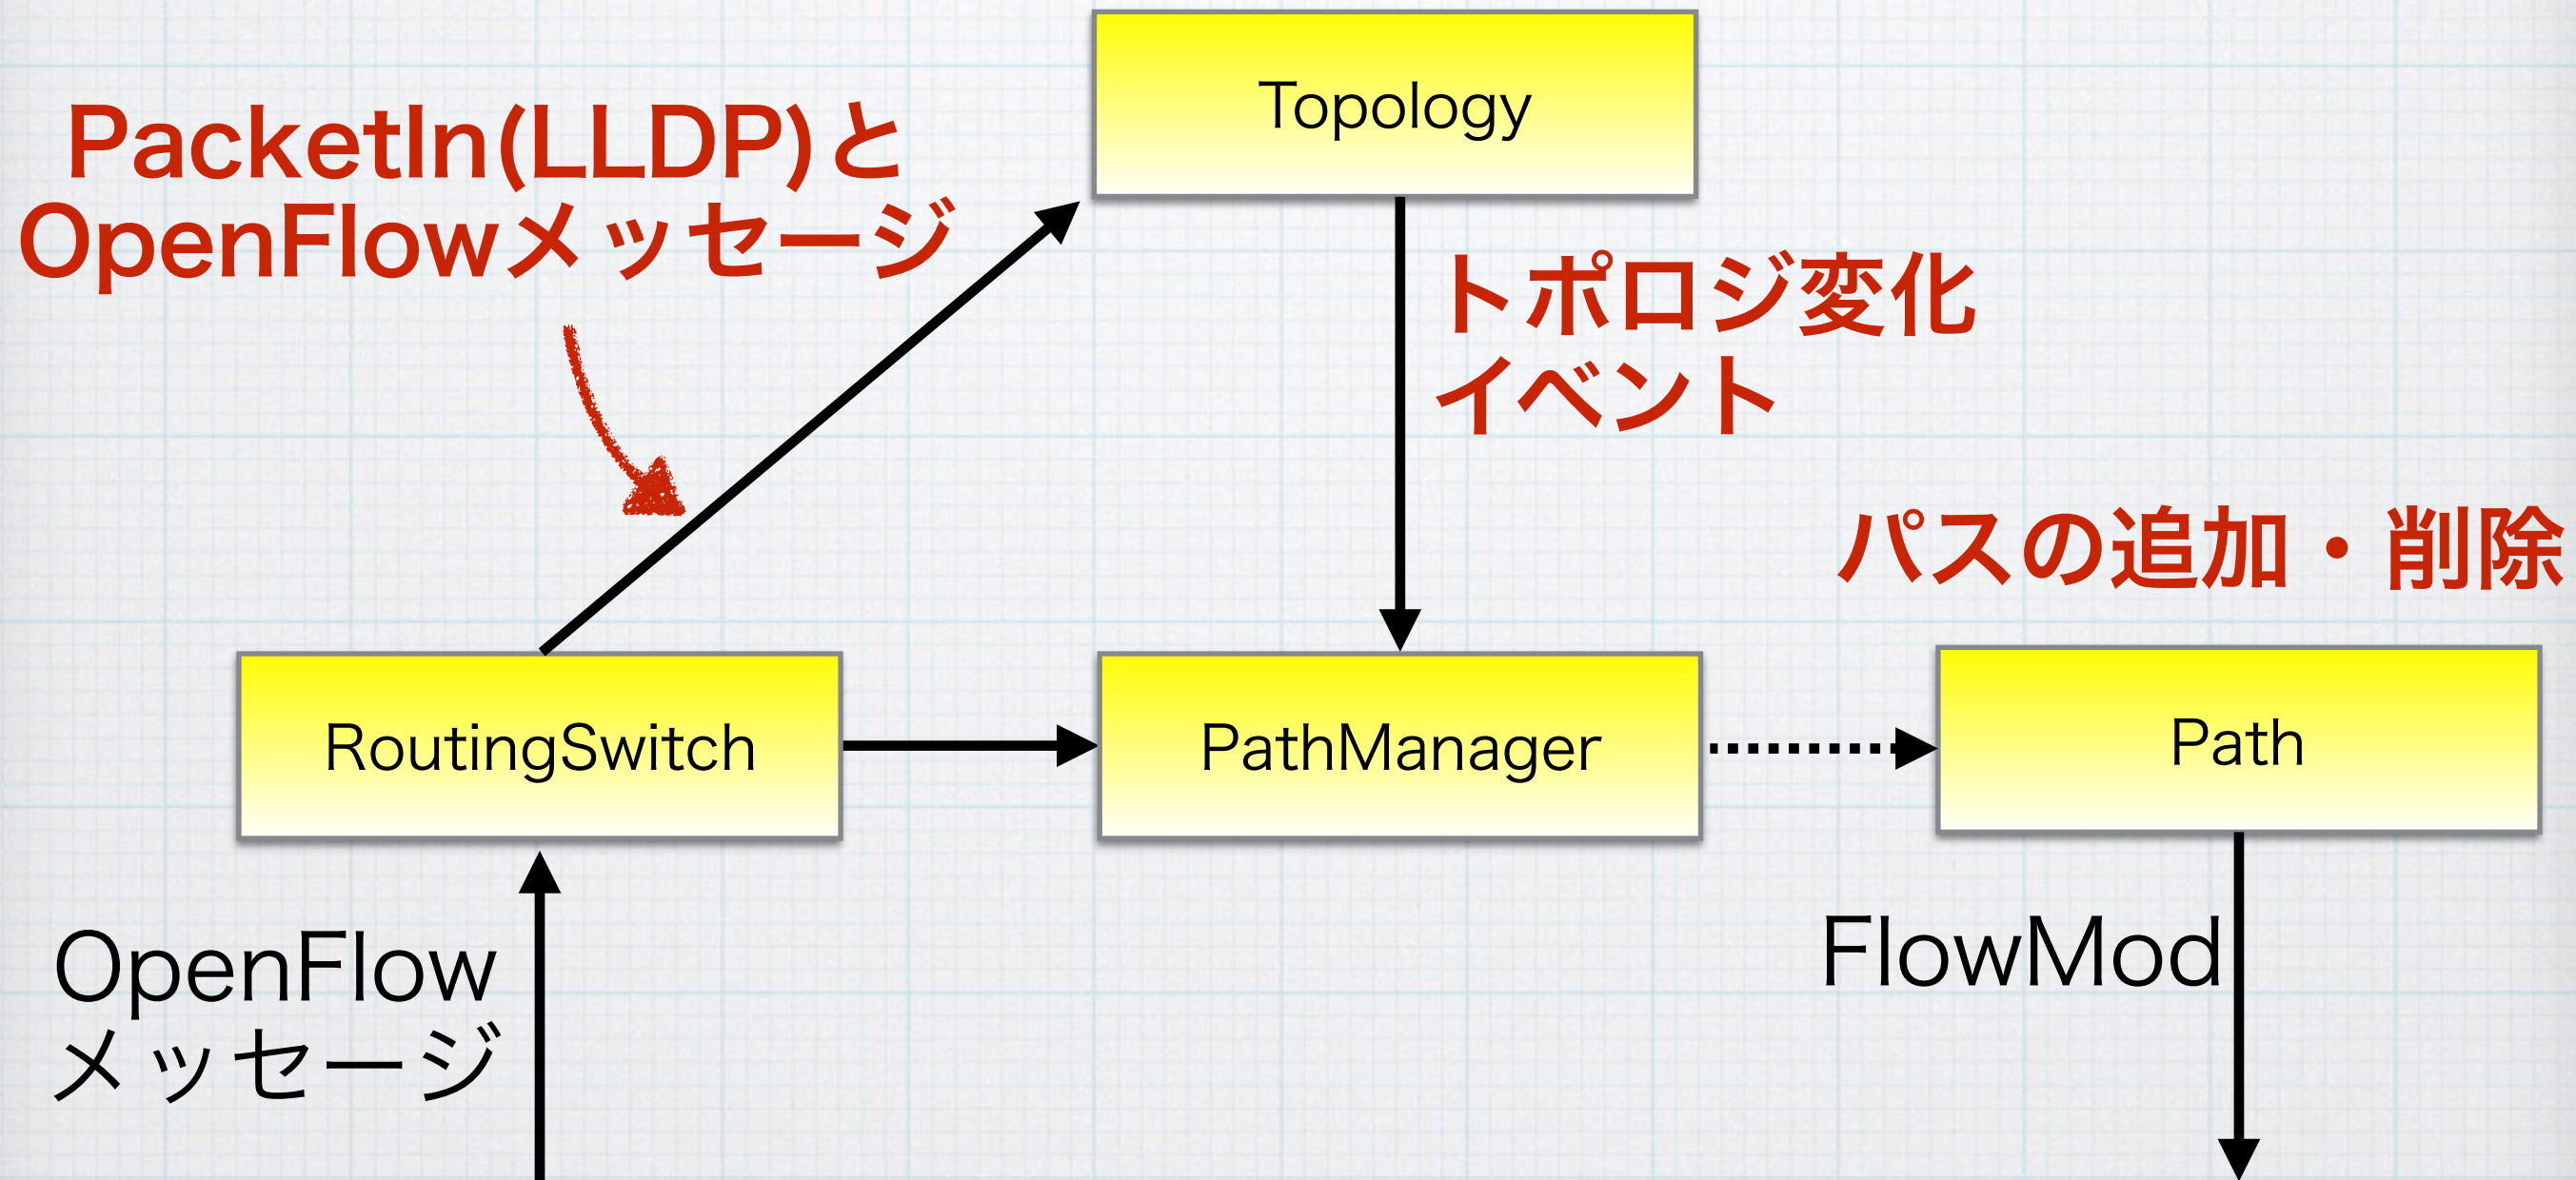 Topology
PacketIn(LLDP)と
OpenFlowメッセージ
トポロジ変化
イベント
パスの追加・削除
RoutingSwitch
PathManager
Path
OpenFlow
メッセージ
FlowMod